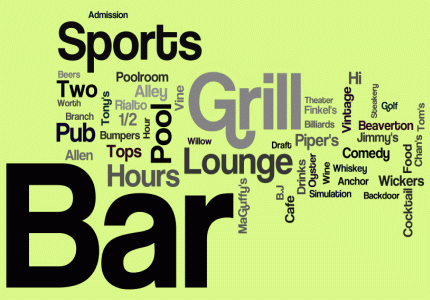 Admission
Sports
Beers
Two
Worth
Branch
Pub
Allen
Tony's
Poolroom
Alley
Rialto
1/2
Bumpers
Tops
Hours
Hour
Pool
Vine
Willow
Grill
Lounge
Draft
Theater
Finkel's
Billiards
Piper's
Vintage
Hi
Steakery
Golf
Beaverton
Jimmy's
Comedy
Chan's
Tom's
Food
Whiskey
Anchor
Wickers
Simulation
Backdoor
Cocktail
Wine
Oyster
Drinks
B.J
Cafe
MaGuffy's
Bar